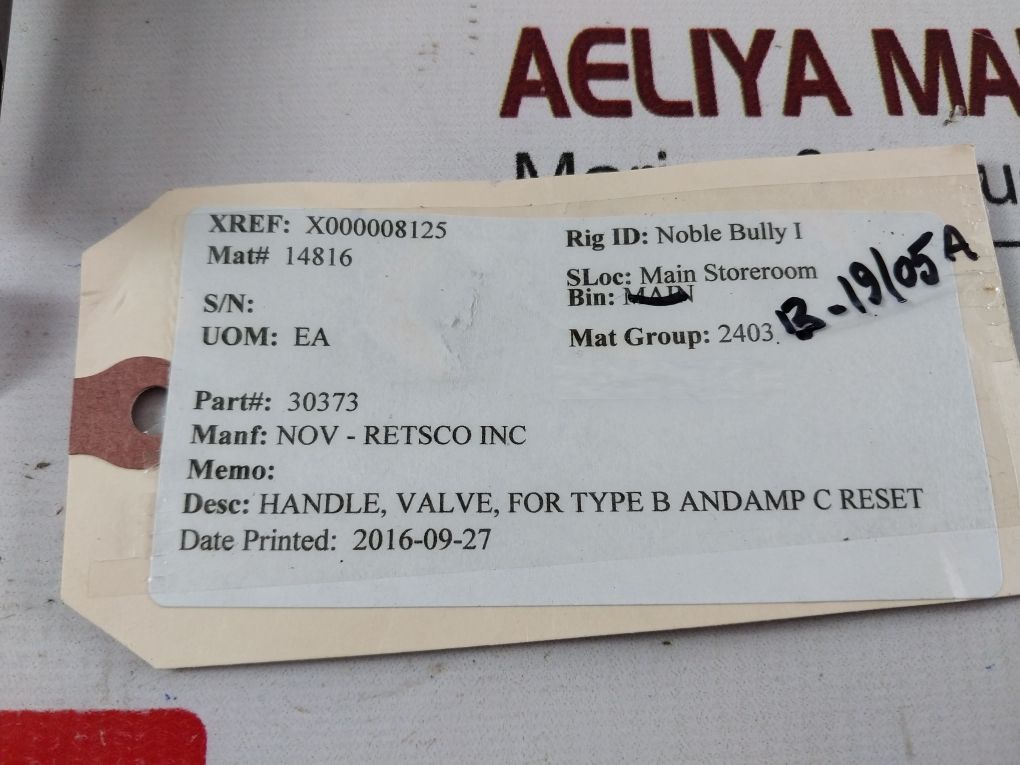 AELIYA MA
XREF: X000008125
Mat# 14816
S/N:
UOM: EA
Rig ID: Noble Bully I
SLoc: Main Storeroom
Bin: MAIN
B-19/05A
Mat Group: 2403
Part#: 30373
Manf: NOV - RETSCO INC
Memo:
Desc: HANDLE, VALVE, FOR TYPE B ANDAMP C RESET
Date Printed: 2016-09-27